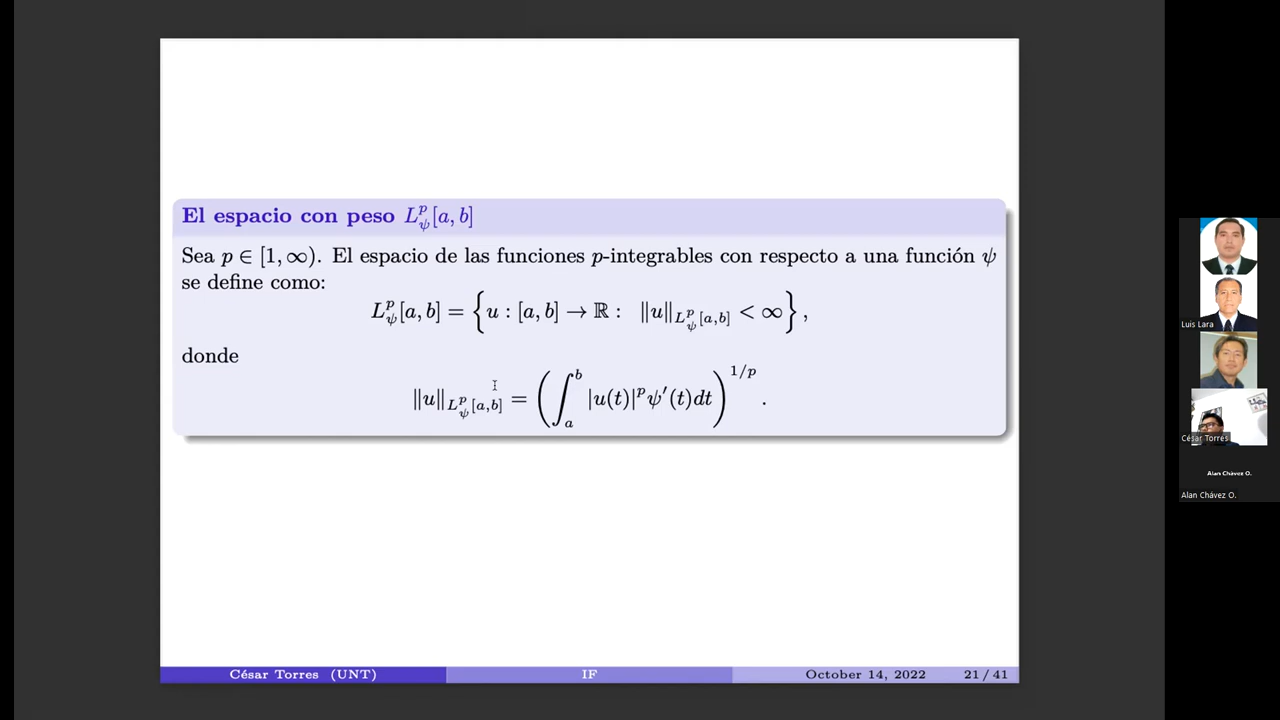 El espacio con peso $L^p_\psi[a, b]$
Sea $p \in [1, \infty)$. El espacio de las funciones $p$-integrables con respecto a una función $\psi$
se define como:
$L^p_\psi[a, b] = \left\{ u : [a, b] \to \mathbb{R} : \ \|u\|_{L^p_\psi[a,b]} < \infty \right\},$
donde
$\|u\|_{L^p_\psi[a,b]} = \left( \int_a^b |u(t)|^p \psi'(t)dt \right)^{1/p}.$
César Torres (UNT)
IF
October 14, 2022
21 / 41
Luis Lara
César Torres
Alan Chávez O.
Alan Chávez O.